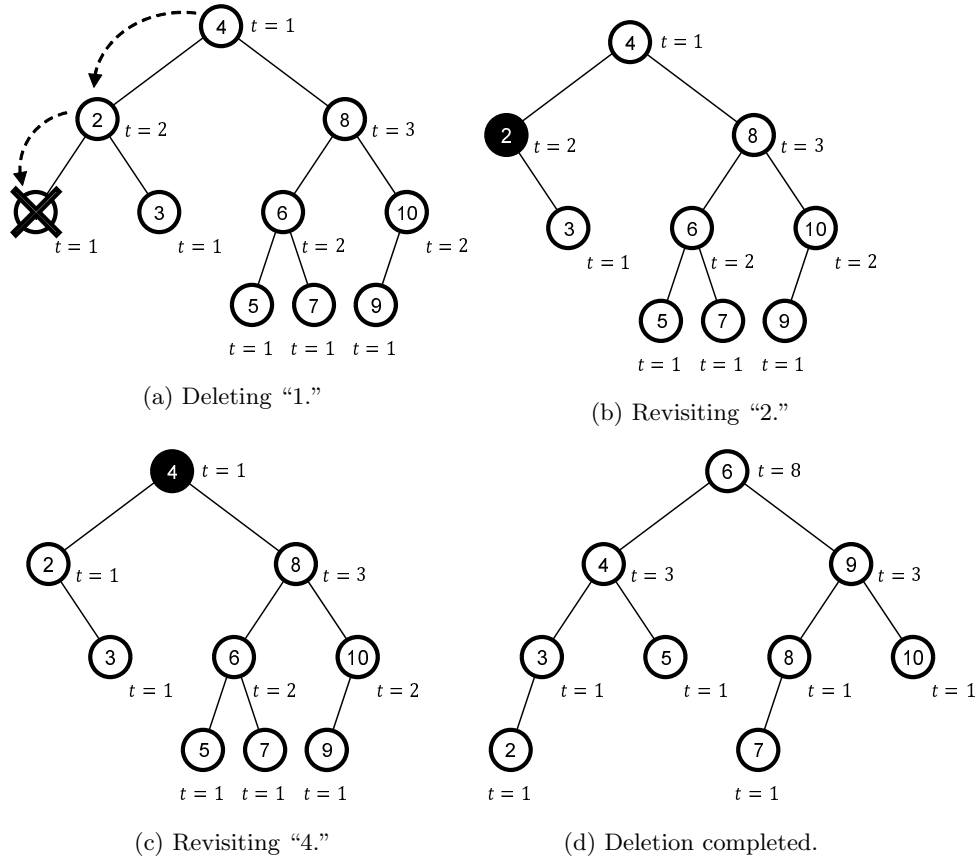 4 t = 1
2 t = 2
8 t = 3
t = 1
3 t = 1
6 t = 2
10 t = 2
5 7 9
t = 1 t = 1 t = 1
(a) Deleting “1.”
4 t = 1
2 t = 2
8 t = 3
3 t = 1
6 t = 2
10 t = 2
5 7 9
t = 1 t = 1 t = 1
(b) Revisiting “2.”
4 t = 1
2 t = 1
8 t = 3
3 t = 1
6 t = 2
10 t = 2
5 7 9
t = 1 t = 1 t = 1
(c) Revisiting “4.”
6 t = 8
4 t = 3
9 t = 3
3 t = 1
5 t = 1
8 t = 1
10 t = 1
2 7
t = 1 t = 1
(d) Deletion completed.